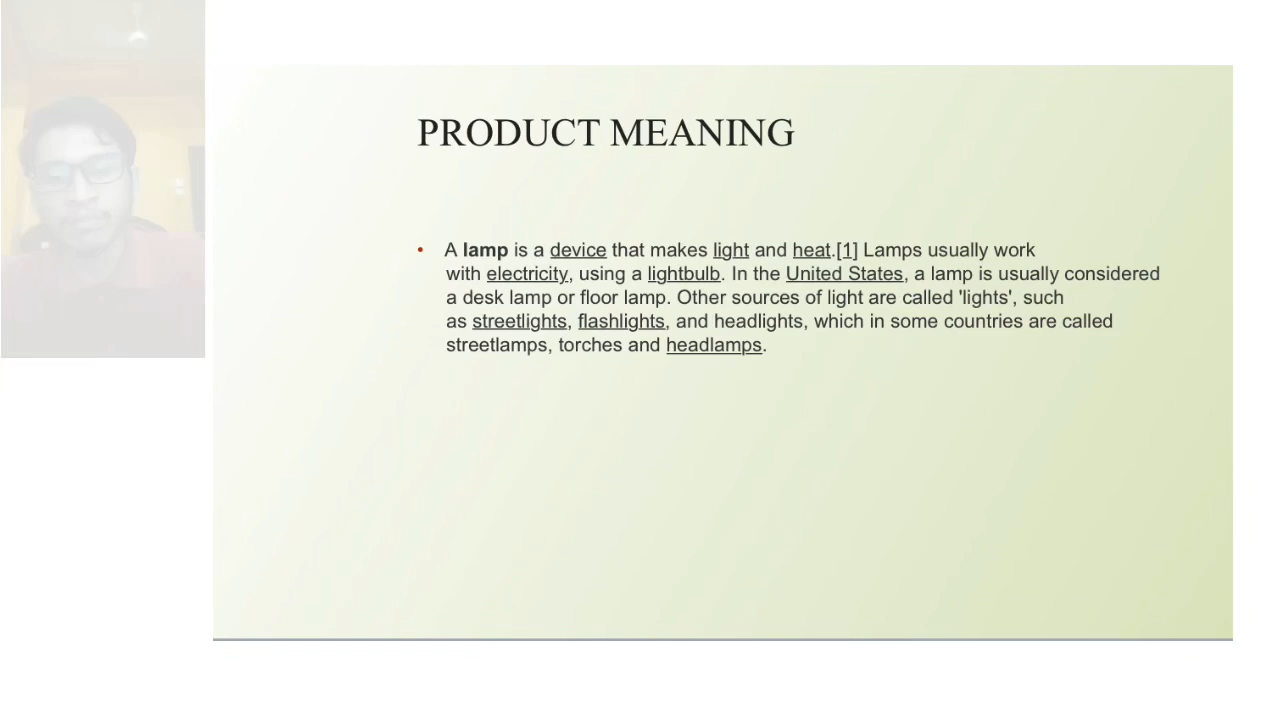 PRODUCT MEANING
• A lamp is a device that makes light and heat.[1] Lamps usually work
with electricity, using a lightbulb. In the United States, a lamp is usually considered
a desk lamp or floor lamp. Other sources of light are called 'lights', such
as streetlights, flashlights, and headlights, which in some countries are called
streetlamps, torches and headlamps.